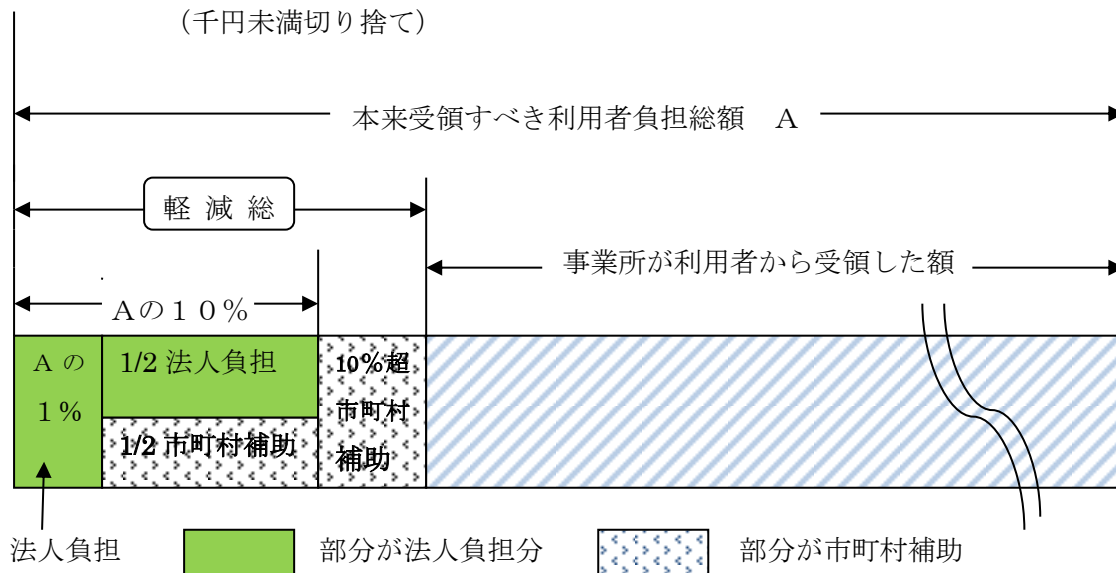 （千円未満切り捨て）
本来受領すべき利用者負担総額　Ａ
軽 減 総
事業所が利用者から受領した額
Ａの１０％
Ａ の
１％
1/2 法人負担
1/2 市町村補助
10％超
市町村
補助
法人負担
部分が法人負担分
部分が市町村補助